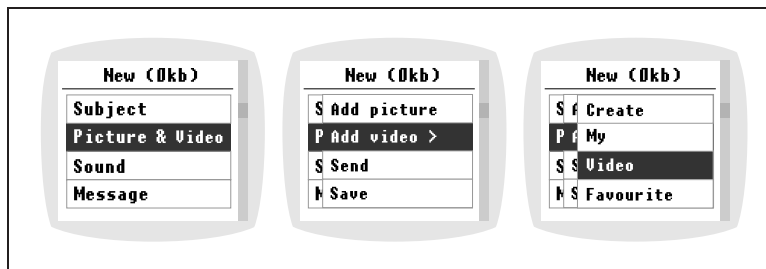 New (0kb)
Subject
Picture & Video
Sound
Message
New (0kb)
S Add picture
P Add video >
S Send
M Save
New (0kb)
S A Create
P A My
S S Video
M S Favourite